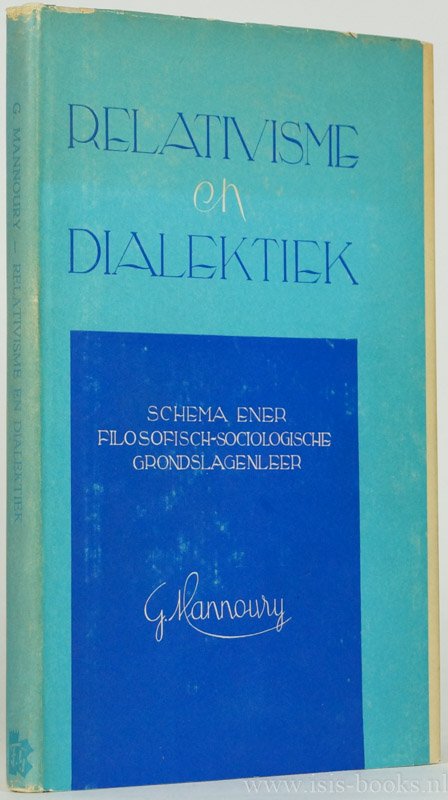 RELATIVISME
en
DIALEKTIEK
SCHEMA ENER
FILOSOFISCH-SOCIOLOGISCHE
GRONDSLAGENLEER
G. Mannoury
G. MANNOURY — RELATIVISME EN DIALEKTIEK
www.isis-books.nl